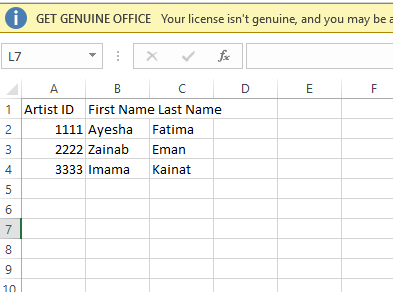 GET GENUINE OFFICE Your license isn't genuine, and you may be a
L7 fx
A B C D E F
1 Artist ID First Name Last Name
2 1111 Ayesha Fatima
3 2222 Zainab Eman
4 3333 Imama Kainat
5
6
7
8
9
10